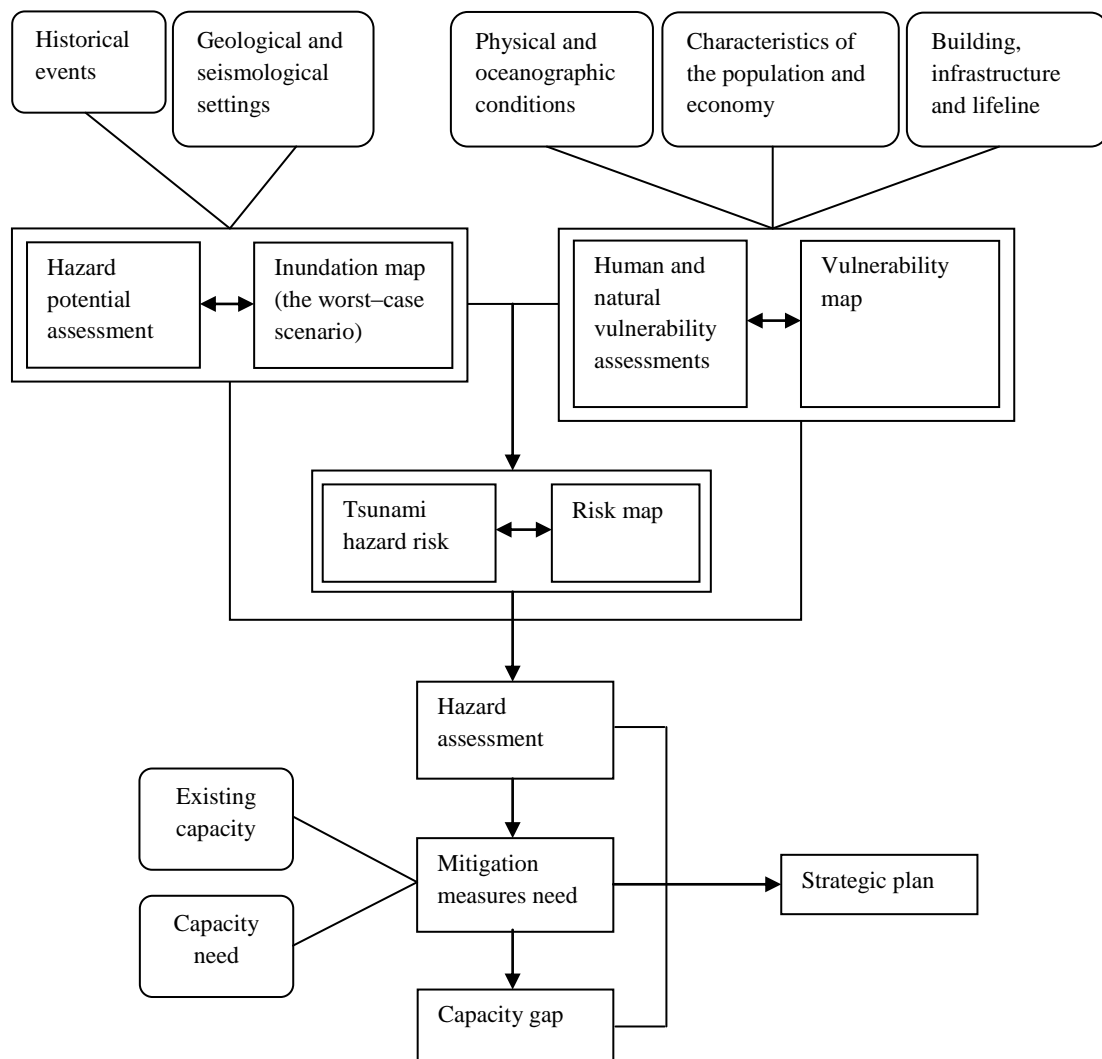 Historical
events
Geological and
seismological
settings
Physical and
oceanographic
conditions
Characteristics of
the population and
economy
Building,
infrastructure
and lifeline
Hazard
potential
assessment
Inundation map
(the worst–case
scenario)
Human and
natural
vulnerability
assessments
Vulnerability
map
Tsunami
hazard risk
Risk map
Hazard
assessment
Existing
capacity
Mitigation
measures need
Strategic plan
Capacity
need
Capacity gap